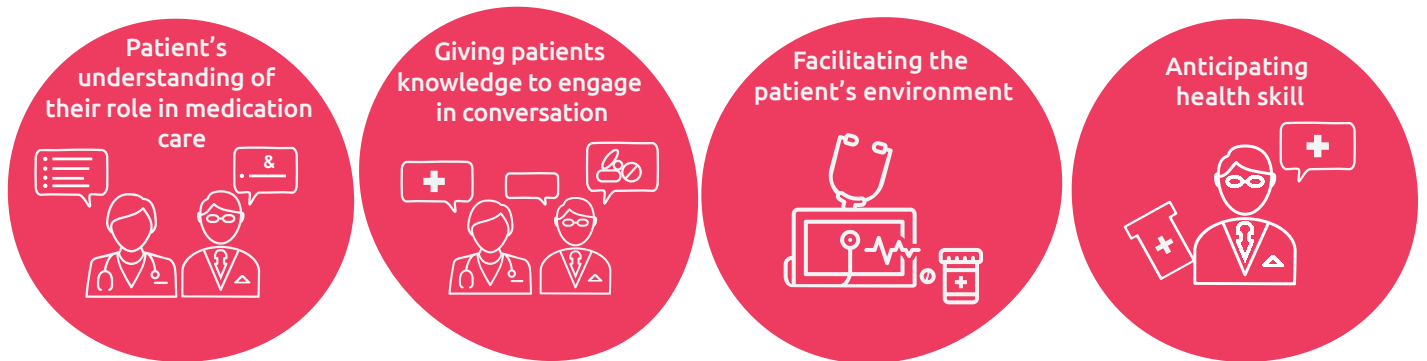 Patient’s
understanding of
their role in medication
care
&
Giving patients
knowledge to engage
in conversation
Facilitating the
patient’s environment
Anticipating
health skill